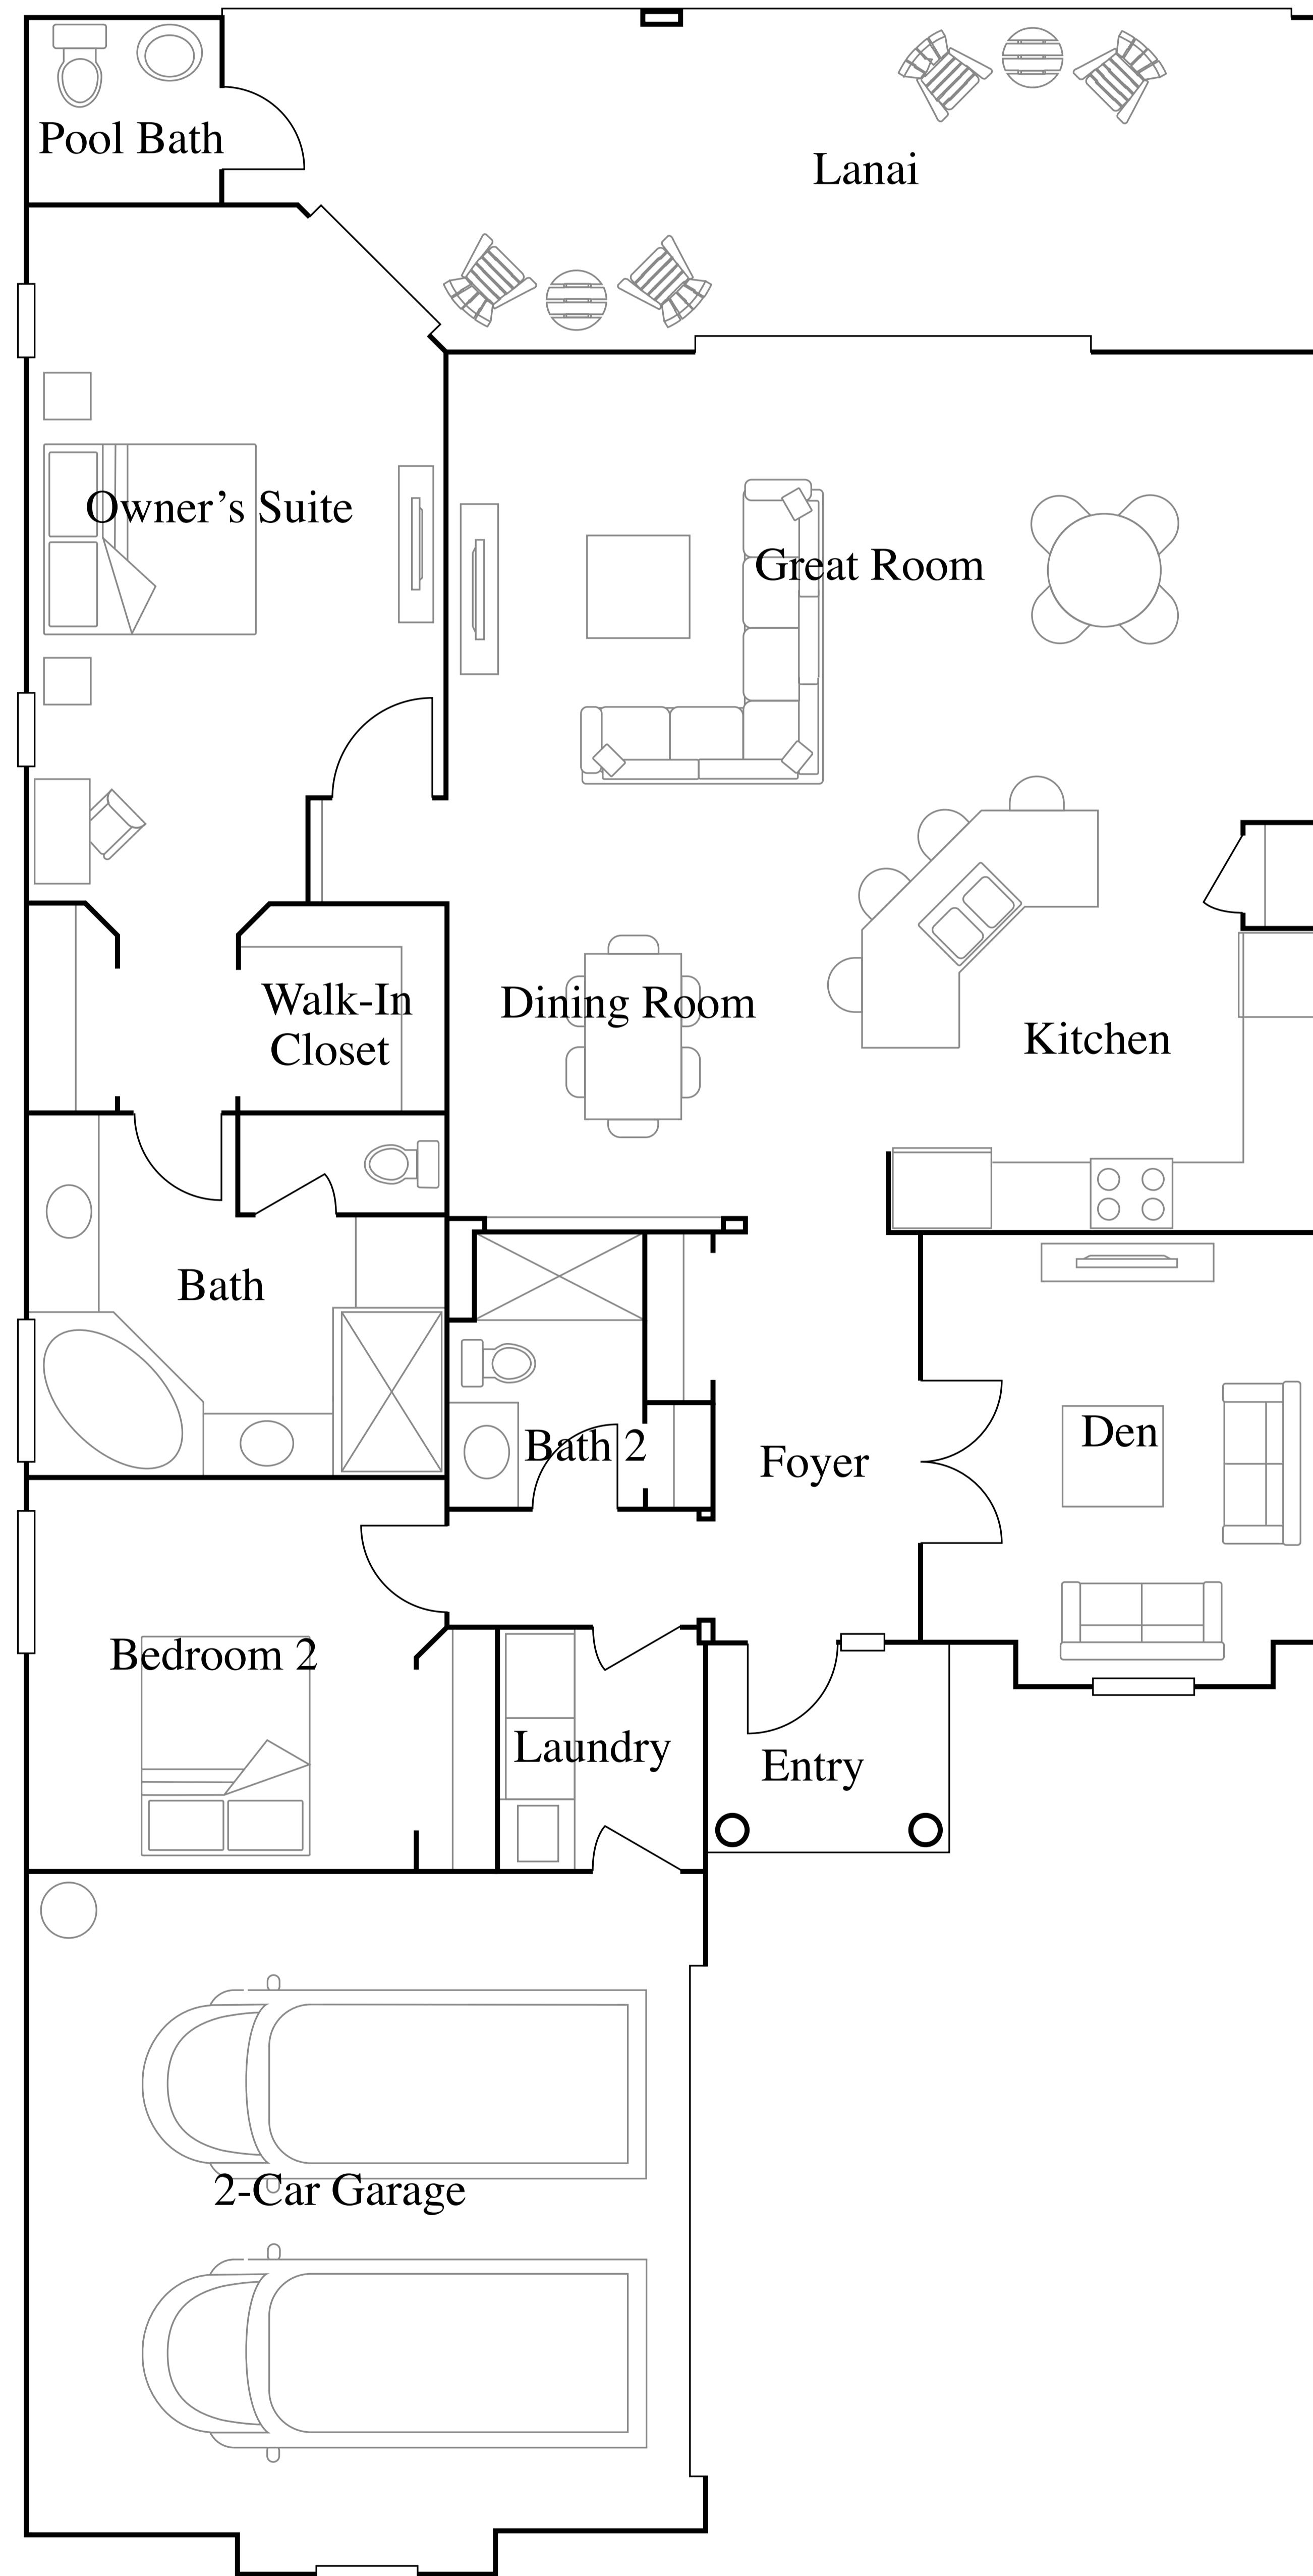 Pool Bath
Lanai
Owner's Suite
Great Room
Walk-In
Closet
Dining Room
Kitchen
Bath
Bath 2
Foyer
Den
Bedroom 2
Laundry
Entry
2-Car Garage